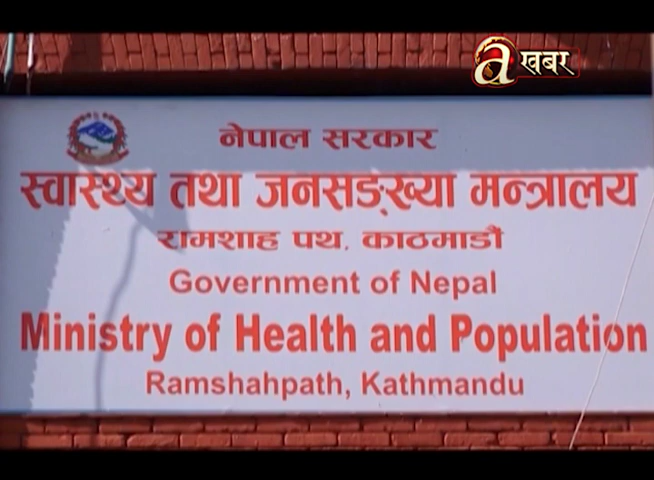 a खबर
नेपाल सरकार
स्वास्थ्य तथा जनसङ्ख्या मन्त्रालय
रामशाह पथ, काठमाडौं
Government of Nepal
Ministry of Health and Population
Ramshahpath, Kathmandu